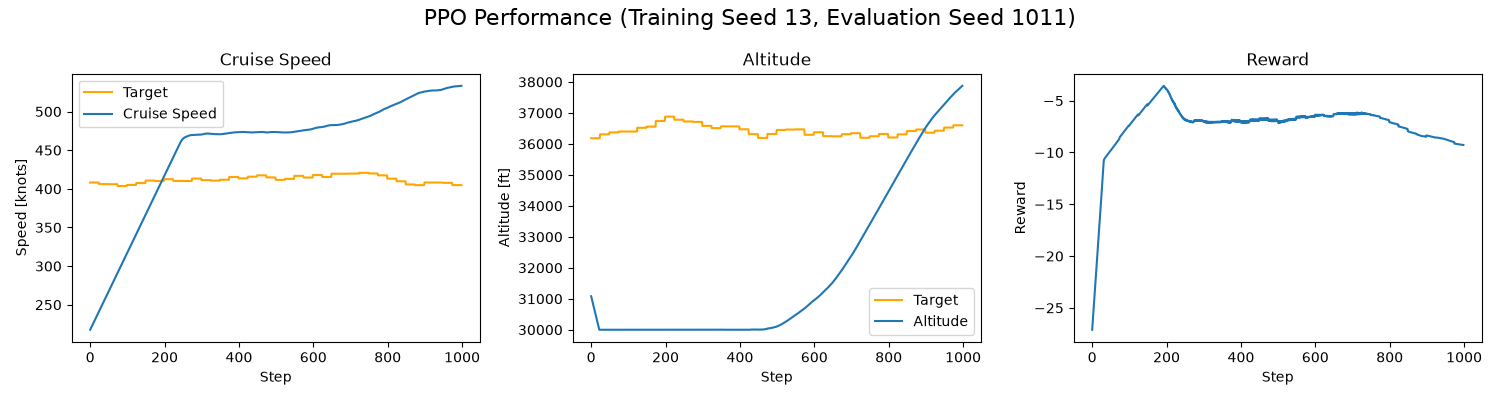 PPO Performance (Training Seed 13, Evaluation Seed 1011)
Cruise Speed
Target
Cruise Speed
Speed [knots]
500
450
400
350
300
250
0 200 400 600 800 1000
Step
Altitude
Altitude [ft]
38000
37000
36000
35000
34000
33000
32000
31000
30000
Target
Altitude
0 200 400 600 800 1000
Step
Reward
Reward
−5
−10
−15
−20
−25
0 200 400 600 800 1000
Step